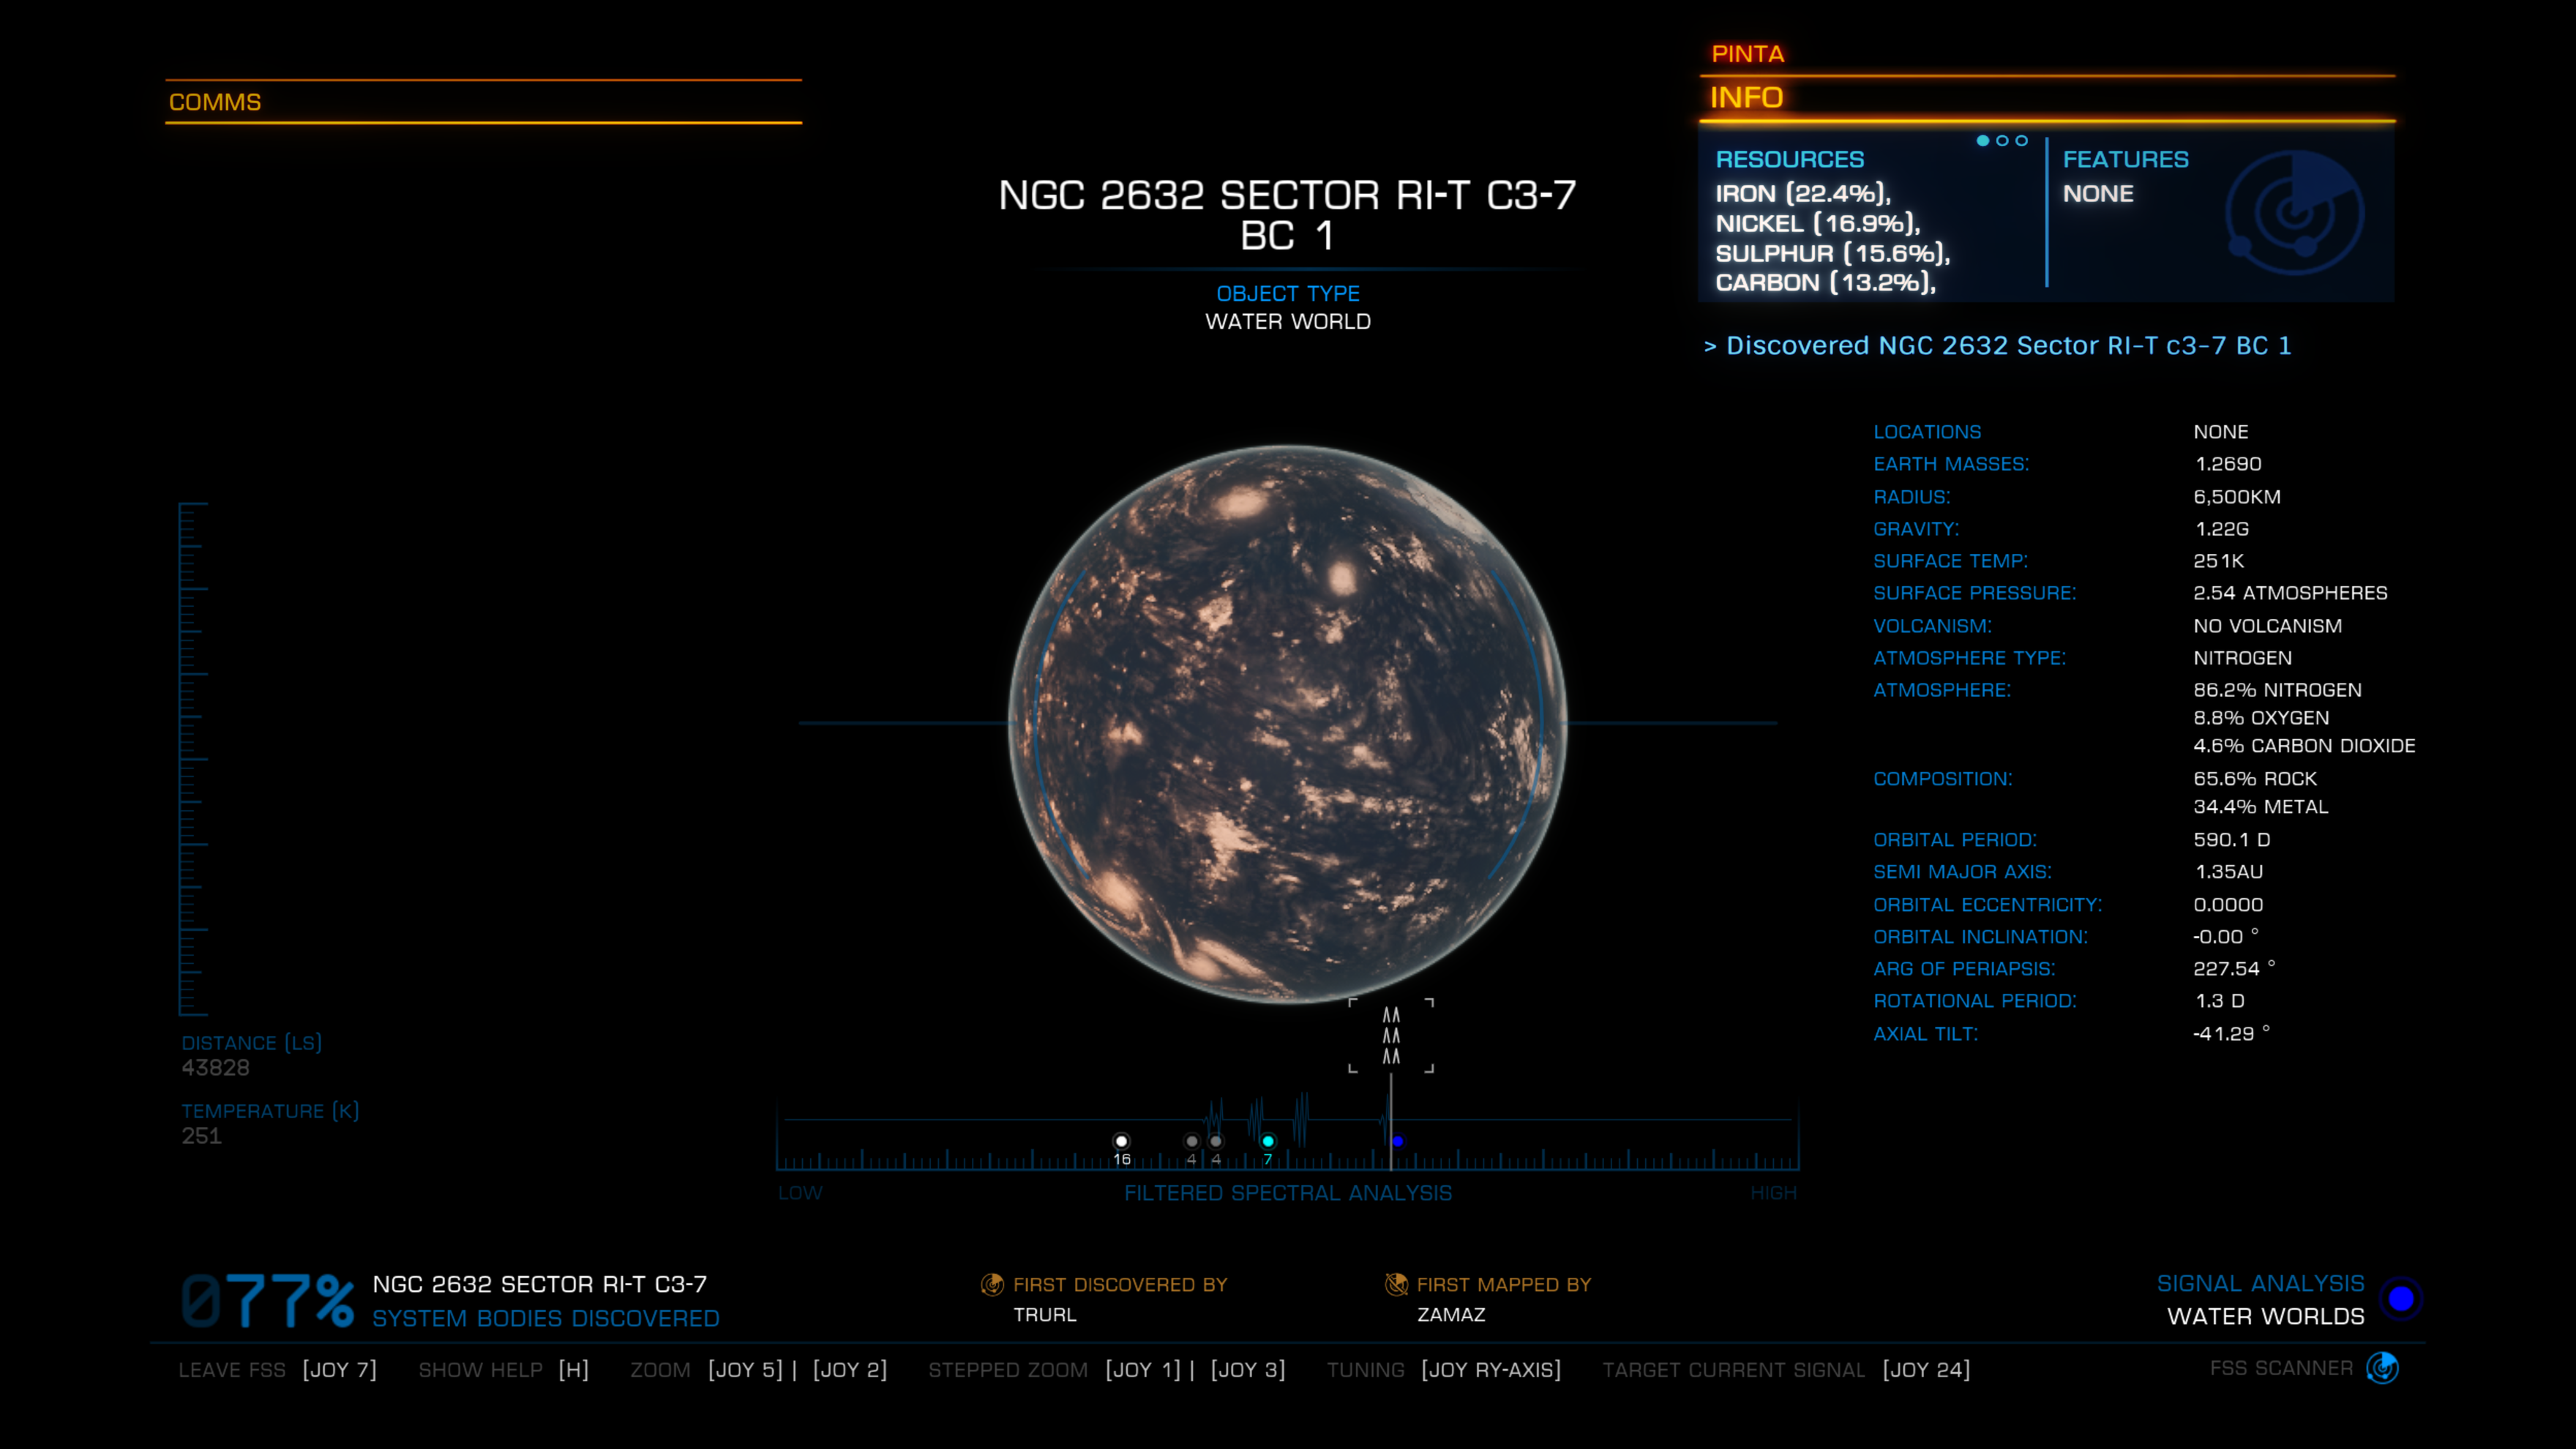 PINTA
COMMS
INFO
RESOURCES
IRON (22.4%),
NICKEL (16.9%),
SULPHUR (15.6%),
CARBON (13.2%),
FEATURES
NONE
NGC 2632 SECTOR RI-T C3-7
BC 1
OBJECT TYPE
WATER WORLD
> Discovered NGC 2632 Sector RI-T c3-7 BC 1
LOCATIONS NONE
EARTH MASSES: 1.2690
RADIUS: 6,500KM
GRAVITY: 1.22G
SURFACE TEMP: 251K
SURFACE PRESSURE: 2.54 ATMOSPHERES
VOLCANISM: NO VOLCANISM
ATMOSPHERE TYPE: NITROGEN
ATMOSPHERE: 86.2% NITROGEN
8.8% OXYGEN
4.6% CARBON DIOXIDE
COMPOSITION: 65.6% ROCK
34.4% METAL
ORBITAL PERIOD: 590.1 D
SEMI MAJOR AXIS: 1.35AU
ORBITAL ECCENTRICITY: 0.0000
ORBITAL INCLINATION: -0.00 °
ARG OF PERIAPSIS: 227.54 °
ROTATIONAL PERIOD: 1.3 D
AXIAL TILT: -41.29 °
DISTANCE (LS)
43828
TEMPERATURE (K)
251
16 4 4 7
LOW FILTERED SPECTRAL ANALYSIS HIGH
077% NGC 2632 SECTOR RI-T C3-7
SYSTEM BODIES DISCOVERED
FIRST DISCOVERED BY
TRURL
FIRST MAPPED BY
ZAMAZ
SIGNAL ANALYSIS
WATER WORLDS
LEAVE FSS [JOY 7] SHOW HELP [H] ZOOM [JOY 5] | [JOY 2] STEPPED ZOOM [JOY 1] | [JOY 3] TUNING [JOY RY-AXIS] TARGET CURRENT SIGNAL [JOY 24] FSS SCANNER